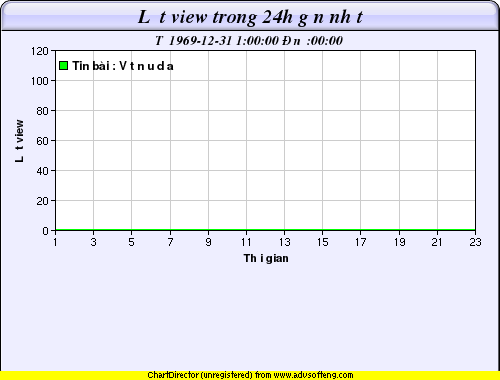 L t view trong 24h g n nh t
T 1969-12-31 1:00:00 Đ n :00:00
120
Tin bài : V t n u d a
100
80
60
40
20
0
L t view
1 3 5 7 9 11 13 15 17 19 21 23
Th i gian
ChartDirector (unregistered) from www.advsofteng.com